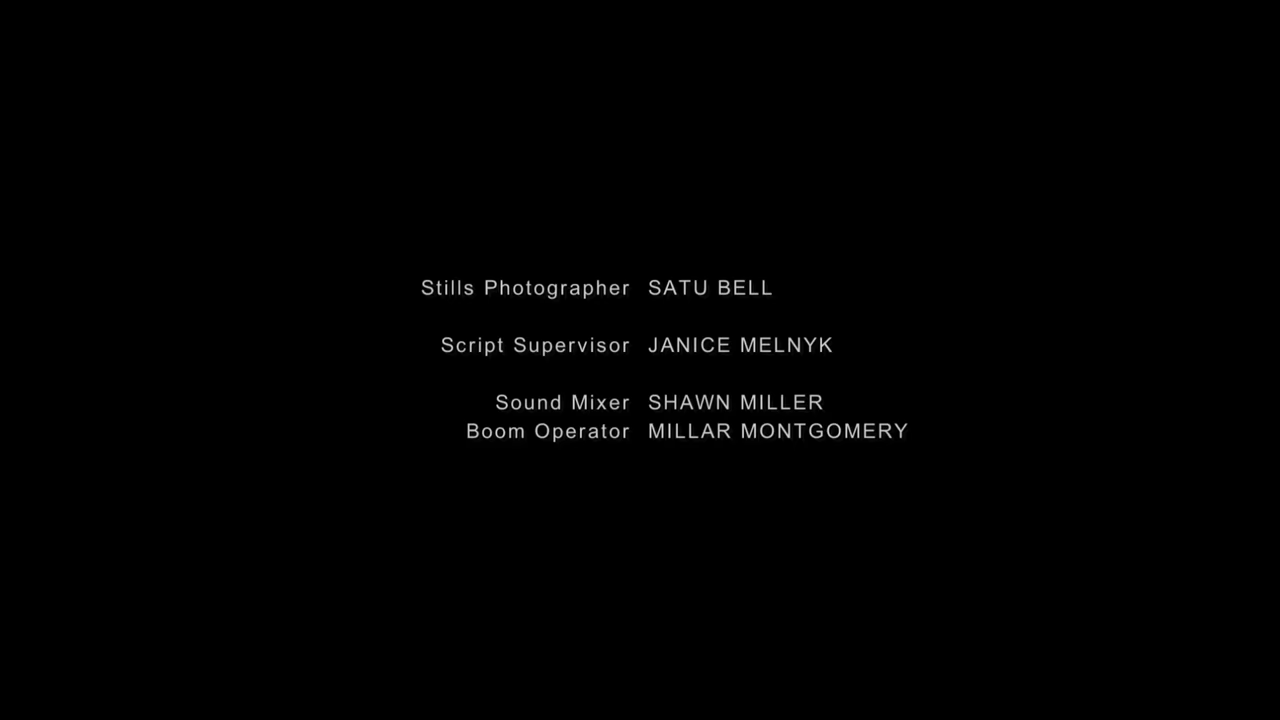 Stills Photographer SATU BELL
Script Supervisor JANICE MELNYK
Sound Mixer SHAWN MILLER
Boom Operator MILLAR MONTGOMERY